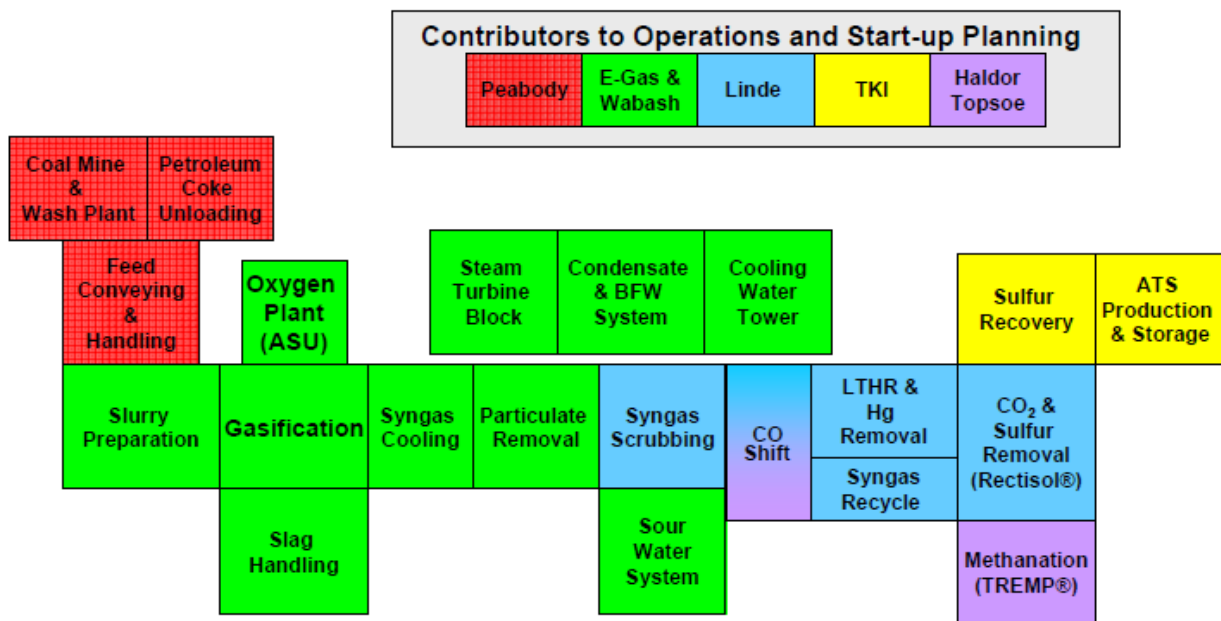 Contributors to Operations and Start-up Planning
Peabody
E-Gas &
Wabash
Linde
TKI
Haldor
Topsoe
Coal Mine
&
Wash Plant
Petroleum
Coke
Unloading
Feed
Conveying
&
Handling
Oxygen
Plant
(ASU)
Steam
Turbine
Block
Condensate
& BFW
System
Cooling
Water
Tower
Sulfur
Recovery
ATS
Production
& Storage
Slurry
Preparation
Gasification
Syngas
Cooling
Particulate
Removal
Syngas
Scrubbing
CO
Shift
LTHR &
Hg
Removal
Syngas
Recycle
CO₂ &
Sulfur
Removal
(Rectisol®)
Slag
Handling
Sour
Water
System
Methanation
(TREMP®)